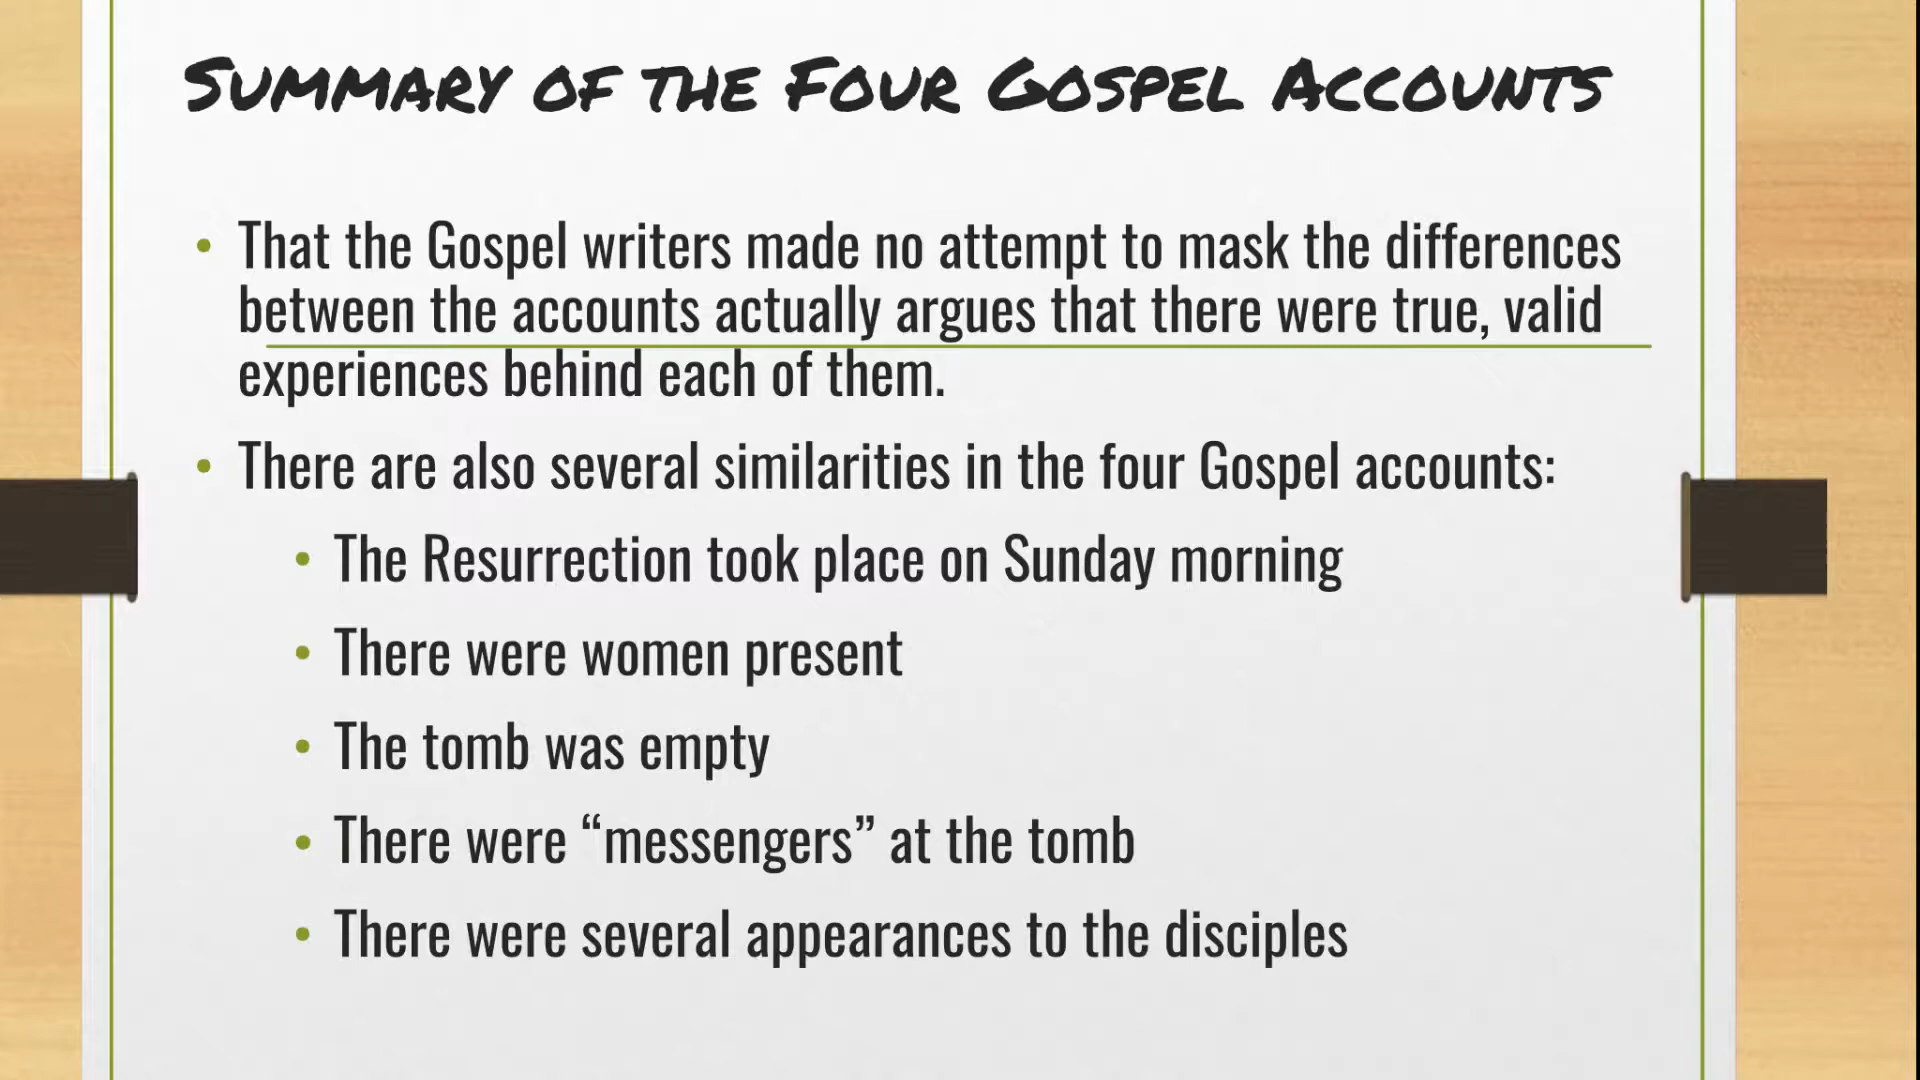 Summary of the Four Gospel Accounts
• That the Gospel writers made no attempt to mask the differences
between the accounts actually argues that there were true, valid
experiences behind each of them.
• There are also several similarities in the four Gospel accounts:
• The Resurrection took place on Sunday morning
• There were women present
• The tomb was empty
• There were “messengers” at the tomb
• There were several appearances to the disciples